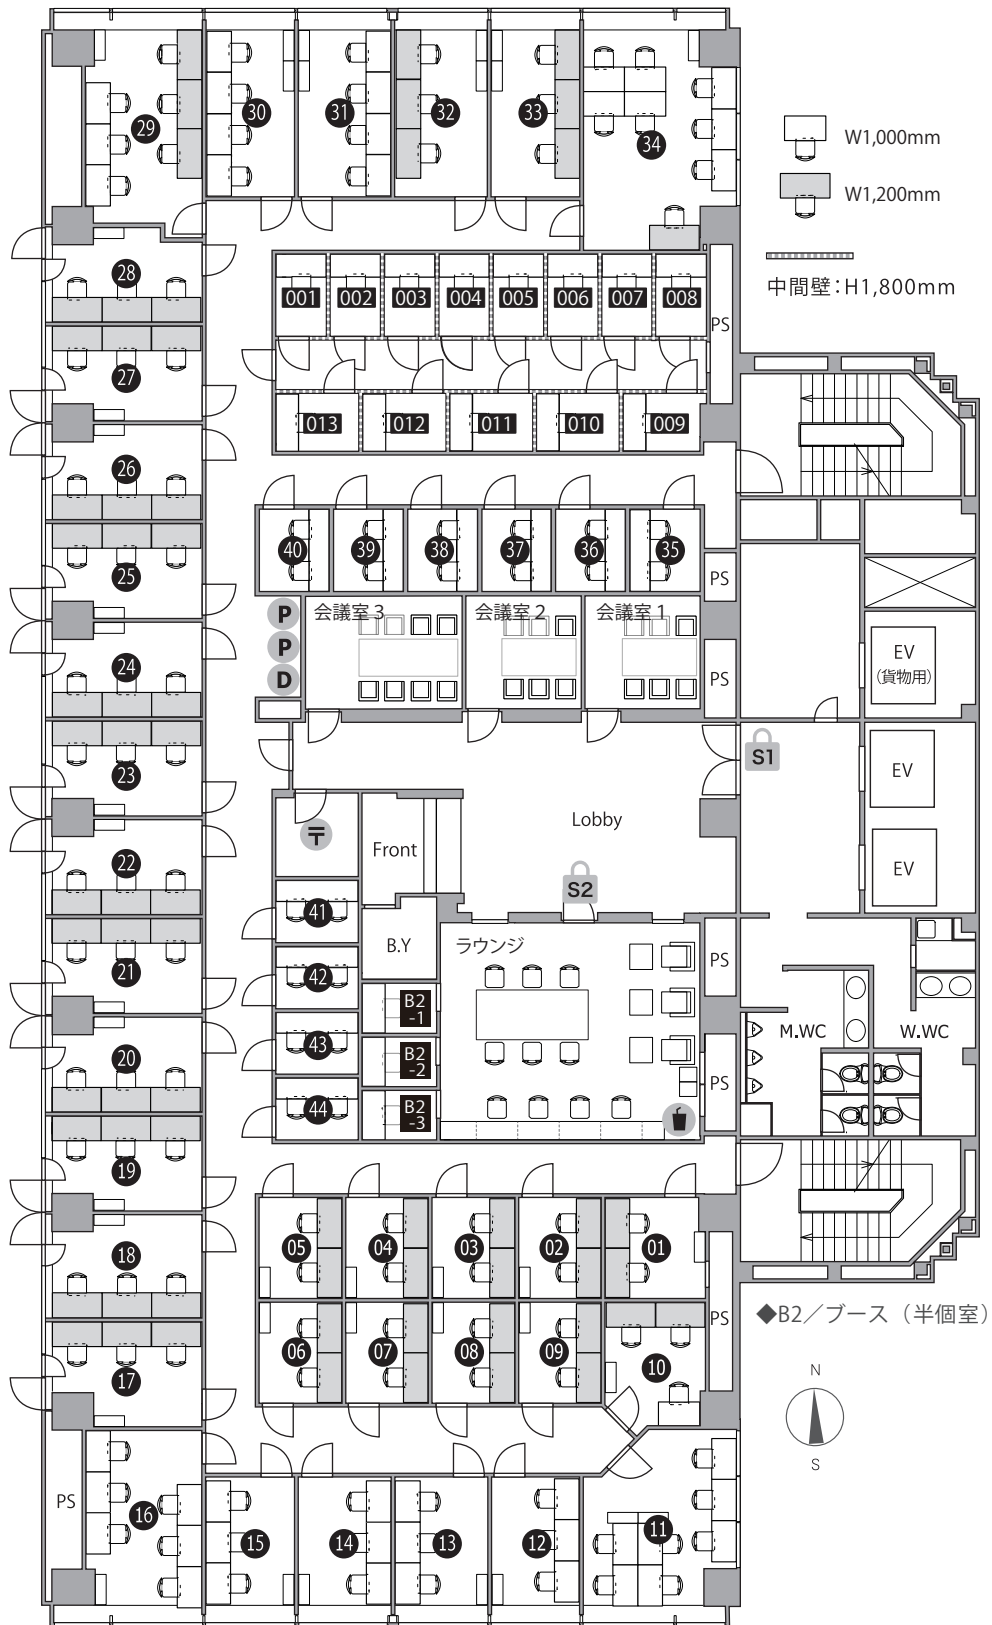 30
31
32
33
29
34
W1,000mm
W1,200mm
中間壁：H1,800mm
28
001
002
003
004
005
006
007
008
PS
27
013
012
011
010
009
26
40
39
38
37
36
35
25
PS
P
P
D
会議室 3
会議室 2
会議室 1
24
PS
EV
(貨物用)
23
S1
EV
〒
Front
Lobby
22
S2
EV
41
B.Y
ラウンジ
21
42
PS
B2
-1
43
M.WC
W.WC
20
B2
-2
PS
44
B2
-3
19
05
04
03
02
01
18
◆B2／ブース（半個室）
PS
06
07
08
09
10
17
N
S
PS
16
15
14
13
12
11